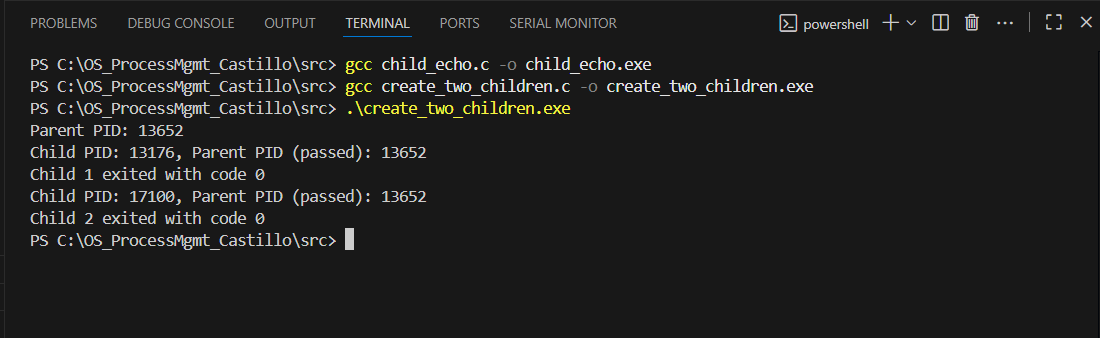 PROBLEMS DEBUG CONSOLE OUTPUT TERMINAL PORTS SERIAL MONITOR powershell
PS C:\OS_ProcessMgmt_Castillo\src> gcc child_echo.c -o child_echo.exe
PS C:\OS_ProcessMgmt_Castillo\src> gcc create_two_children.c -o create_two_children.exe
PS C:\OS_ProcessMgmt_Castillo\src> .\create_two_children.exe
Parent PID: 13652
Child PID: 13176, Parent PID (passed): 13652
Child 1 exited with code 0
Child PID: 17100, Parent PID (passed): 13652
Child 2 exited with code 0
PS C:\OS_ProcessMgmt_Castillo\src>